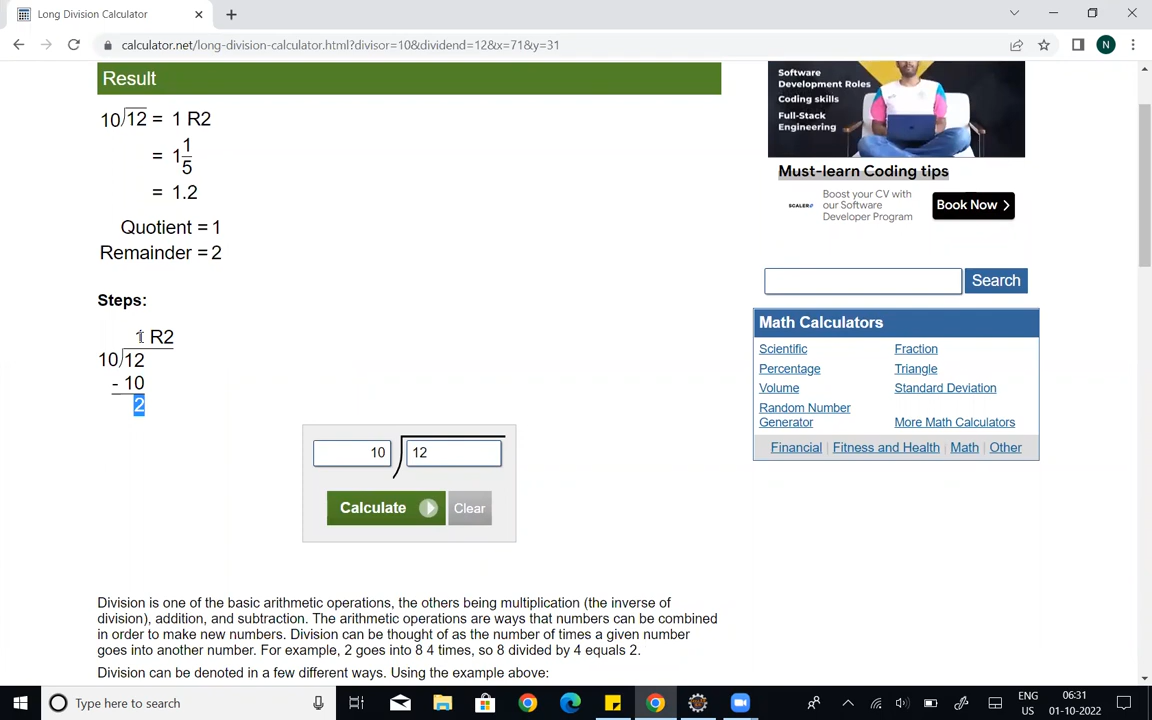 Long Division Calculator
calculator.net/long-division-calculator.html?divisor=10&dividend=12&x=71&y=31
N
Result
10)12 = 1 R2
= 1 1/5
= 1.2
Quotient = 1
Remainder = 2
Steps:
1 R2
10)12
- 10
2
10
12
Calculate
Clear
Division is one of the basic arithmetic operations, the others being multiplication (the inverse of
division), addition, and subtraction. The arithmetic operations are ways that numbers can be combined
in order to make new numbers. Division can be thought of as the number of times a given number
goes into another number. For example, 2 goes into 8 4 times, so 8 divided by 4 equals 2.
Division can be denoted in a few different ways. Using the example above:
Software
Development Roles
Coding skills
Full-Stack
Engineering
Must-learn Coding tips
SCALER
Boost your CV with
our Software
Developer Program
Book Now
Search
Math Calculators
Scientific
Fraction
Percentage
Triangle
Volume
Standard Deviation
Random Number
Generator
More Math Calculators
Financial | Fitness and Health | Math | Other
Type here to search
ENG
US
06:31
01-10-2022